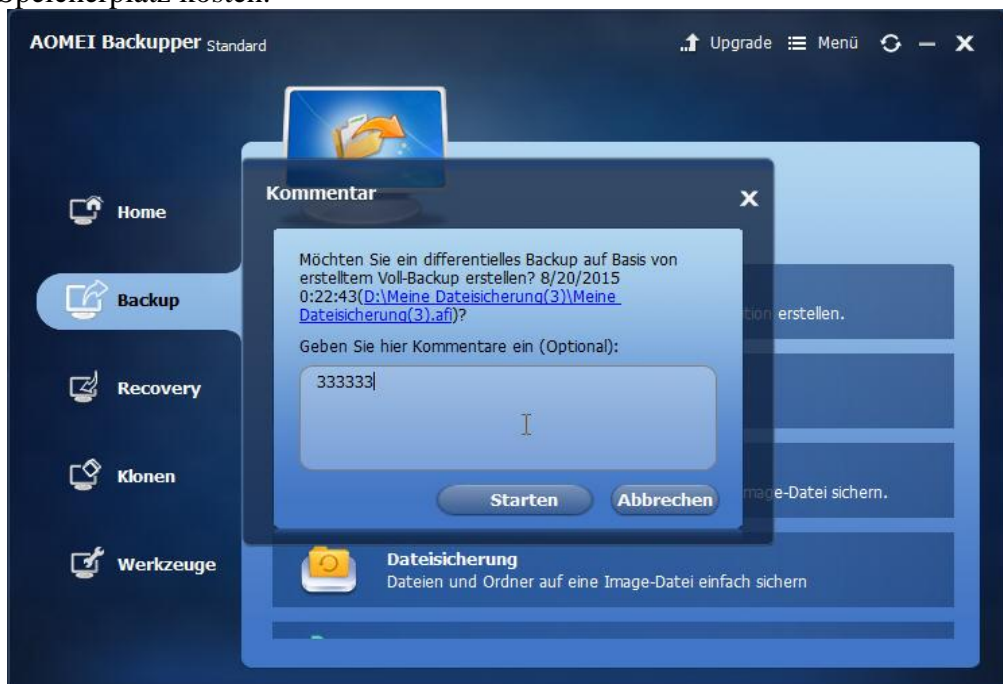 Speicherplatz kosten.
AOMEI Backupper Standard
Upgrade Menü
Kommentar
Home
Möchten Sie ein differentielles Backup auf Basis von
erstelltem Voll-Backup erstellen? 8/20/2015
0:22:43(D:\Meine Dateisicherung(3)\Meine
Dateisicherung(3).afi)?
Backup
tion erstellen.
Geben Sie hier Kommentare ein (Optional):
333333
Recovery
Klonen
Starten Abbrechen
mage-Datei sichern.
Werkzeuge
Dateisicherung
Dateien und Ordner auf eine Image-Datei einfach sichern